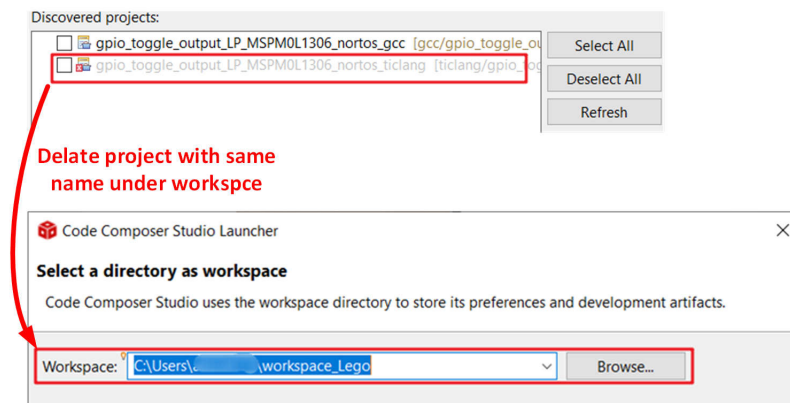 Discovered projects:
gpio_toggle_output_LP_MSPM0L1306_nortos_gcc [gcc/gpio_toggle_ou
Select All
gpio_toggle_output_LP_MSPM0L1306_nortos_ticlang [ticlang/gpio_tog
Deselect All
Refresh
Delate project with same
name under workspce
Code Composer Studio Launcher
Select a directory as workspace
Code Composer Studio uses the workspace directory to store its preferences and development artifacts.
Workspace: C:\Users\ \workspace_Lego
Browse...